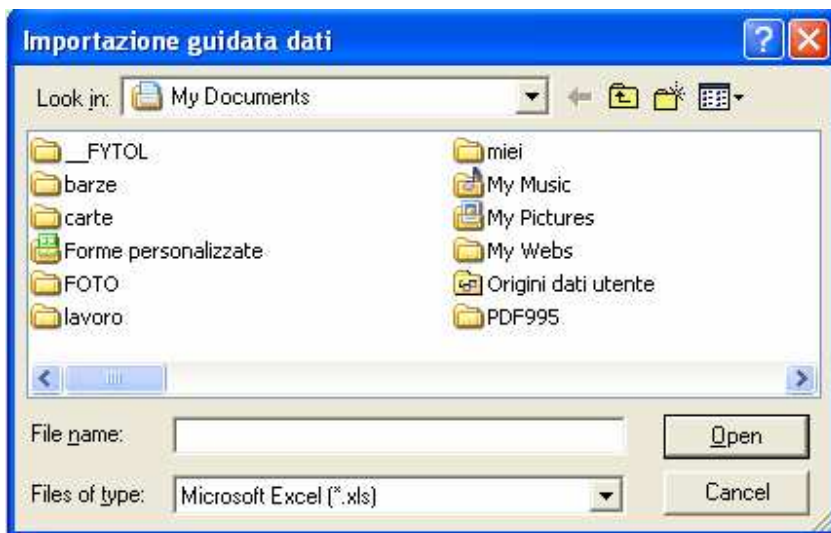 Importazione guidata dati
Look in: My Documents
__FYTOL
barze
carte
Forme personalizzate
FOTO
lavoro
miei
My Music
My Pictures
My Webs
Origini dati utente
PDF995
File name:
Open
Files of type: Microsoft Excel (*.xls)
Cancel